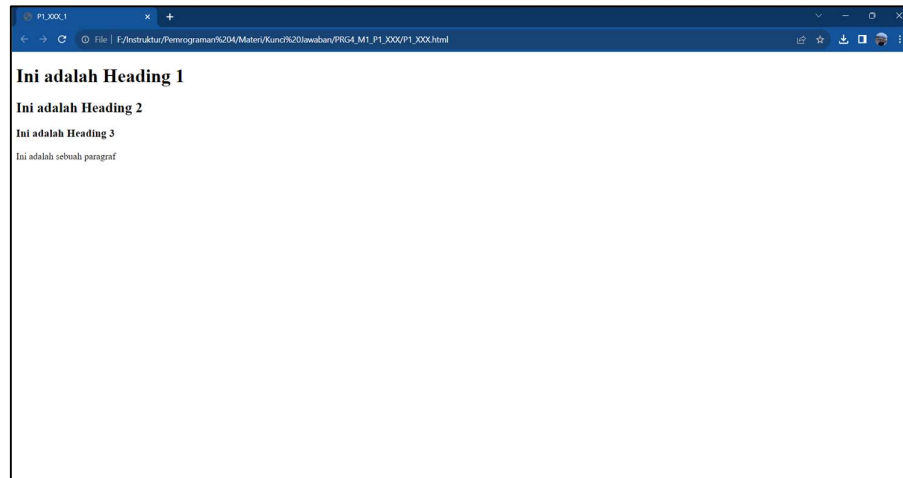 P1_XXX_1
File | F:/Instruktur/Pemrograman%204/Materi/Kunci%20Jawaban/PRG4_M1_P1_XXX/P1_XXX.html
Ini adalah Heading 1
Ini adalah Heading 2
Ini adalah Heading 3
Ini adalah sebuah paragraf